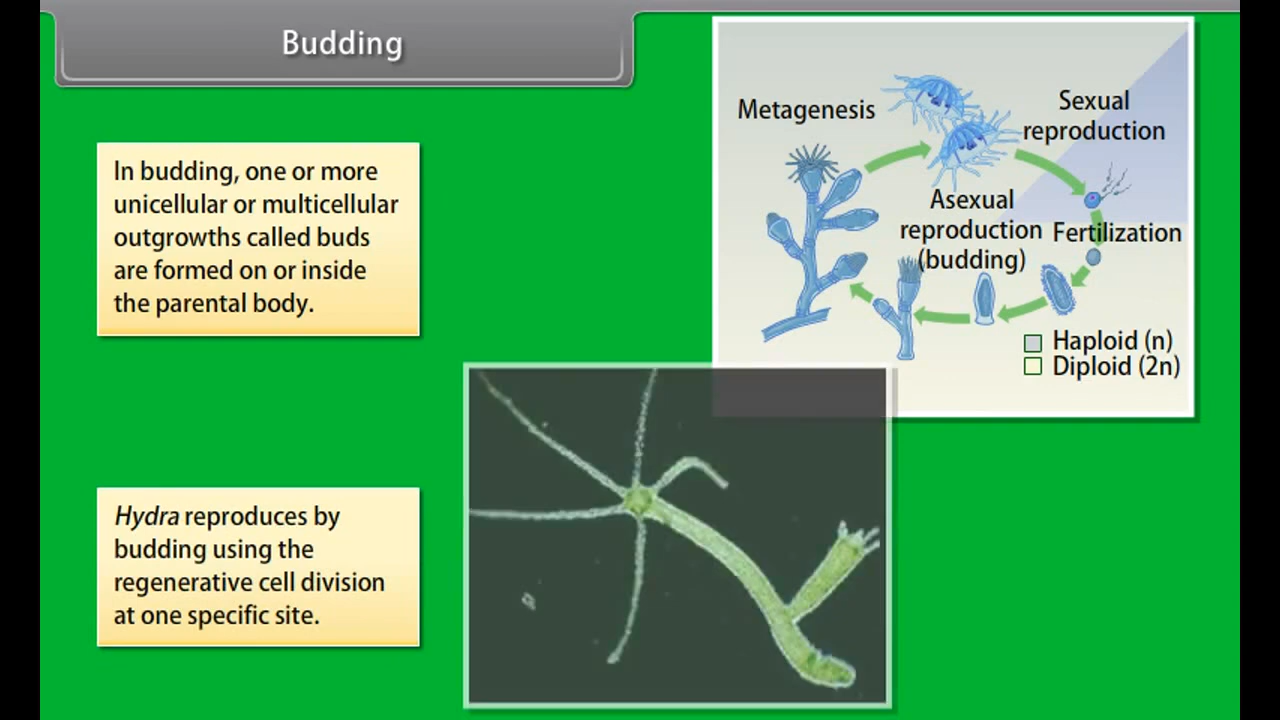 Budding
In budding, one or more
unicellular or multicellular
outgrowths called buds
are formed on or inside
the parental body.
Hydra reproduces by
budding using the
regenerative cell division
at one specific site.
Metagenesis
Sexual
reproduction
Asexual
reproduction
(budding)
Fertilization
Haploid (n)
Diploid (2n)